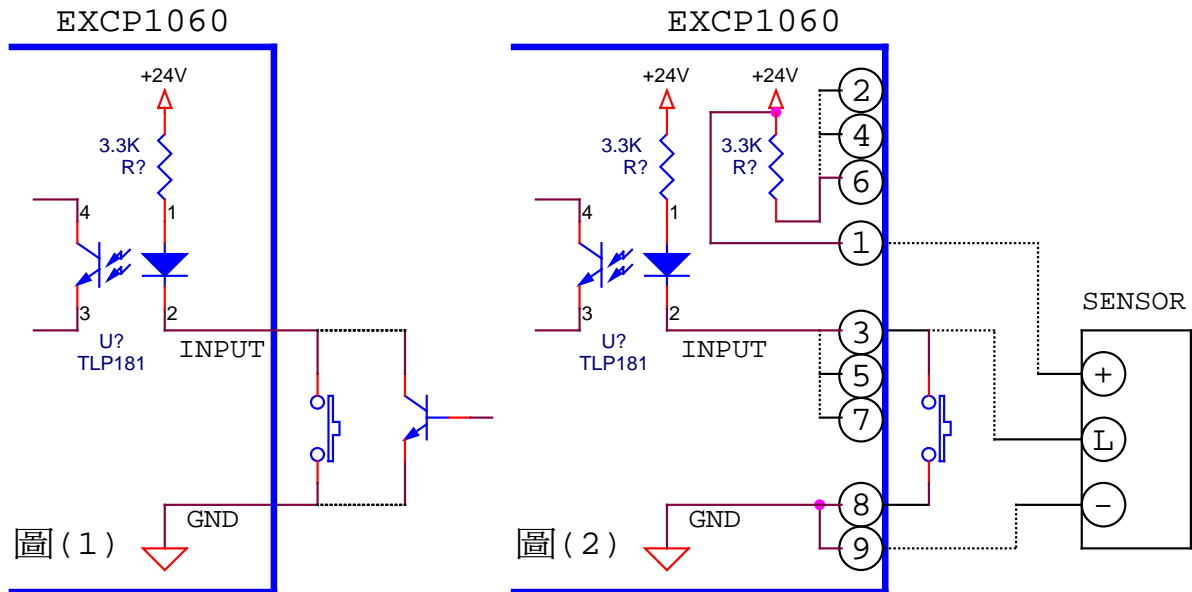 EXCP1060
+24V
3.3K
R?
1
4
3
2
U?
TLP181
INPUT
GND
圖(1)
EXCP1060
+24V
+24V
3.3K
R?
3.3K
R?
1
4
3
2
U?
TLP181
INPUT
GND
2
4
6
1
3
5
7
8
9
SENSOR
+
L
-
圖(2)